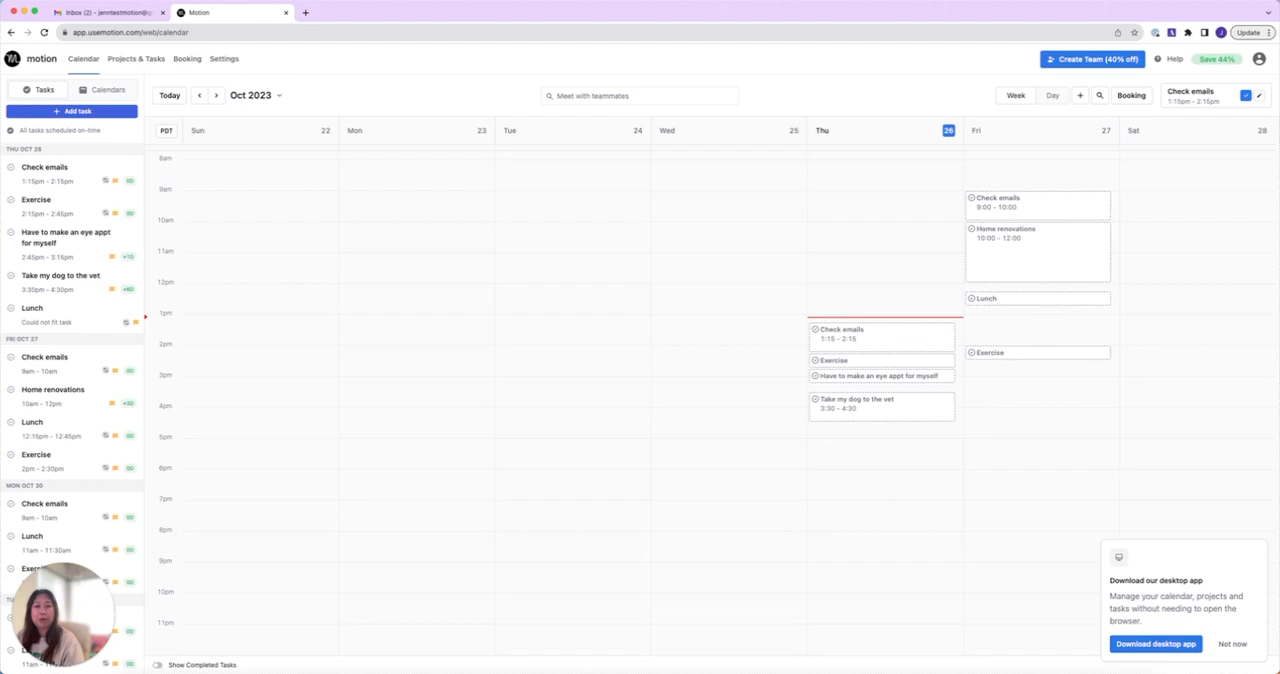 Inbox (2) - jenntestmotion@g
Motion
app.usemotion.com/web/calendar
Update
motion
Calendar
Projects & Tasks
Booking
Settings
Create Team (40% off)
Help
Save 44%
Tasks
Calendars
Add task
All tasks scheduled on-time
THU OCT 26
Check emails
1:15pm - 2:15pm
Exercise
2:15pm - 2:45pm
Have to make an eye appt
for myself
2:45pm - 3:15pm
+10
Take my dog to the vet
3:30pm - 4:30pm
+60
Lunch
Could not fit task
FRI OCT 27
Check emails
9am - 10am
Home renovations
10am - 12pm
+30
Lunch
12:15pm - 12:45pm
Exercise
2pm - 2:30pm
MON OCT 30
Check emails
9am - 10am
Lunch
11am - 11:30am
Today
Oct 2023
Meet with teammates
Week
Day
Booking
Check emails
1:15pm - 2:15pm
PDT
Sun 22
Mon 23
Tue 24
Wed 25
Thu 26
Fri 27
Sat 28
8am
9am
10am
11am
12pm
1pm
2pm
3pm
4pm
5pm
6pm
7pm
8pm
9pm
10pm
11pm
Check emails
1:15 - 2:15
Exercise
Have to make an eye appt for myself
Take my dog to the vet
3:30 - 4:30
Check emails
9:00 - 10:00
Home renovations
10:00 - 12:00
Lunch
Exercise
Download our desktop app
Manage your calendar, projects and
tasks without needing to open the
browser.
Download desktop app
Not now
Show Completed Tasks